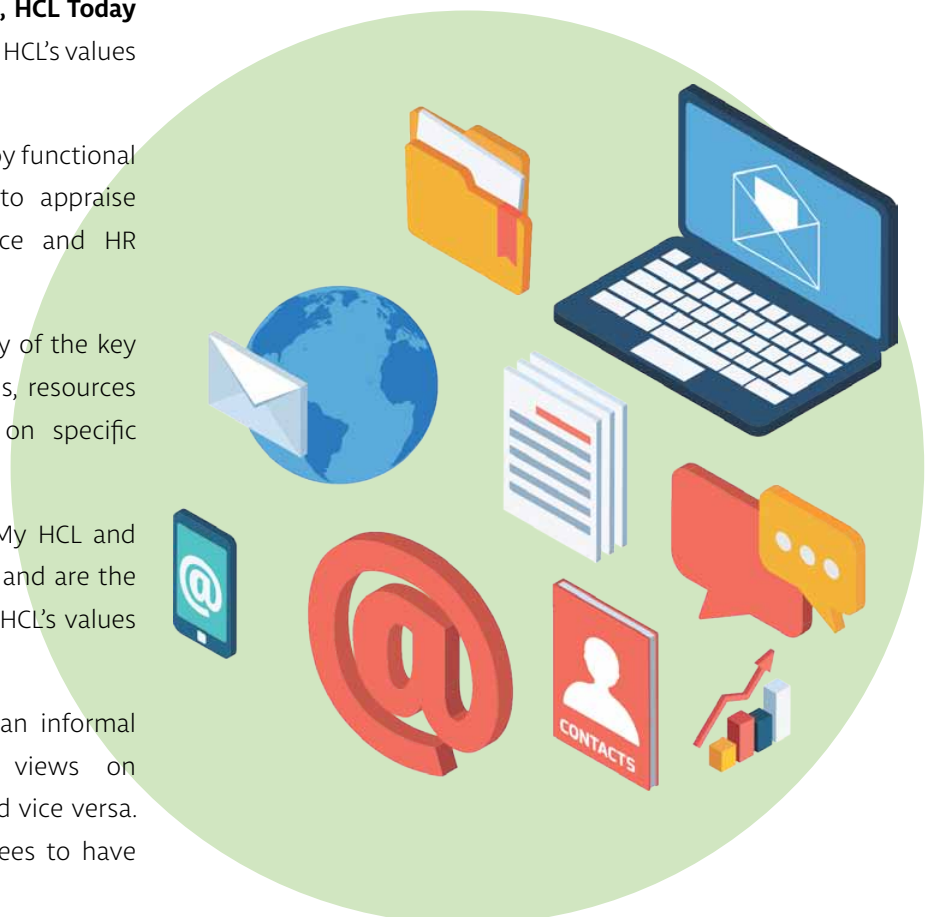 , HCL Today
HCL’s values
by functional
to appraise
ce and HR
y of the key
s, resources
on specific
My HCL and
and are the
HCL’s values
an informal
views on
d vice versa.
ees to have
@
@
CONTACTS